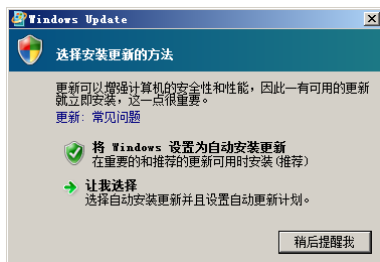 Windows Update
选择安装更新的方法
更新可以增强计算机的安全性和性能，因此一有可用的更新
就立即安装，这一点很重要。
更新: 常见问题
将 Windows 设置为自动安装更新
在重要的和推荐的更新可用时安装(推荐)
让我选择
选择自动安装更新并且设置自动更新计划。
稍后提醒我